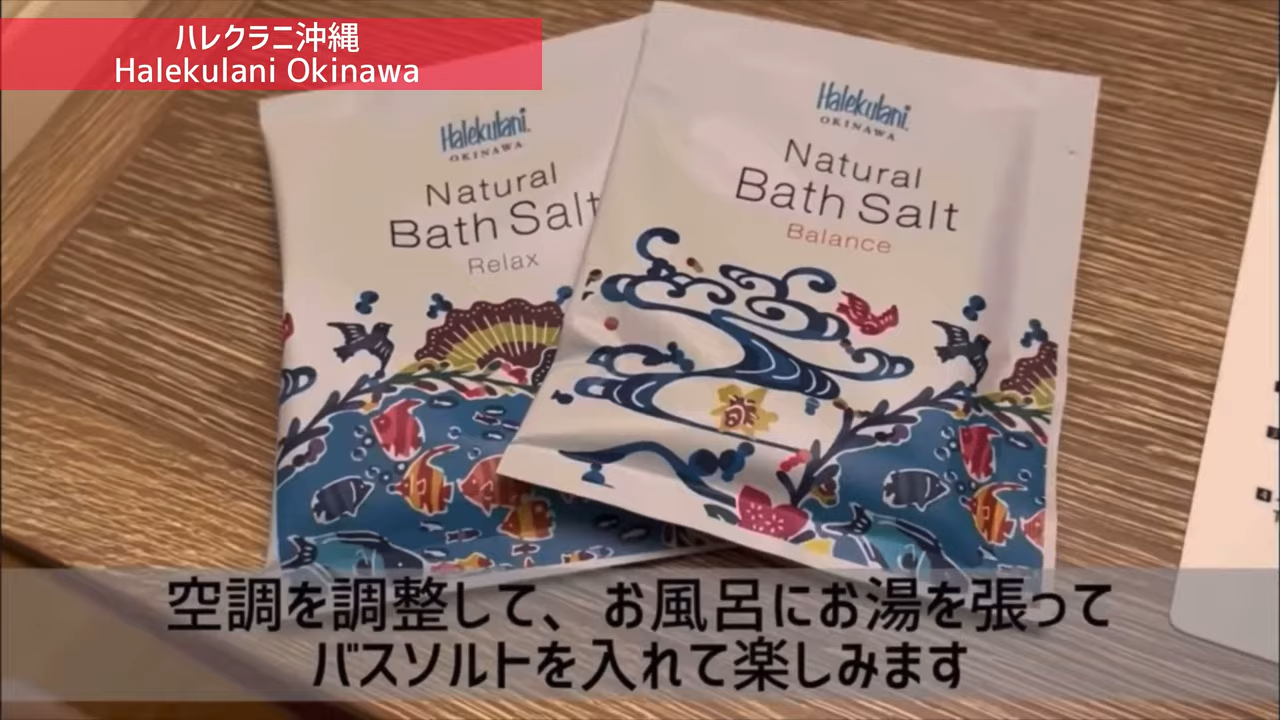 ハレクラニ沖縄
Halekulani Okinawa
Halekulani
OKINAWA
Natural
Bath Salt
Relax
Halekulani
OKINAWA
Natural
Bath Salt
Balance
空調を調整して、お風呂にお湯を張って
バスソルトを入れて楽しみます